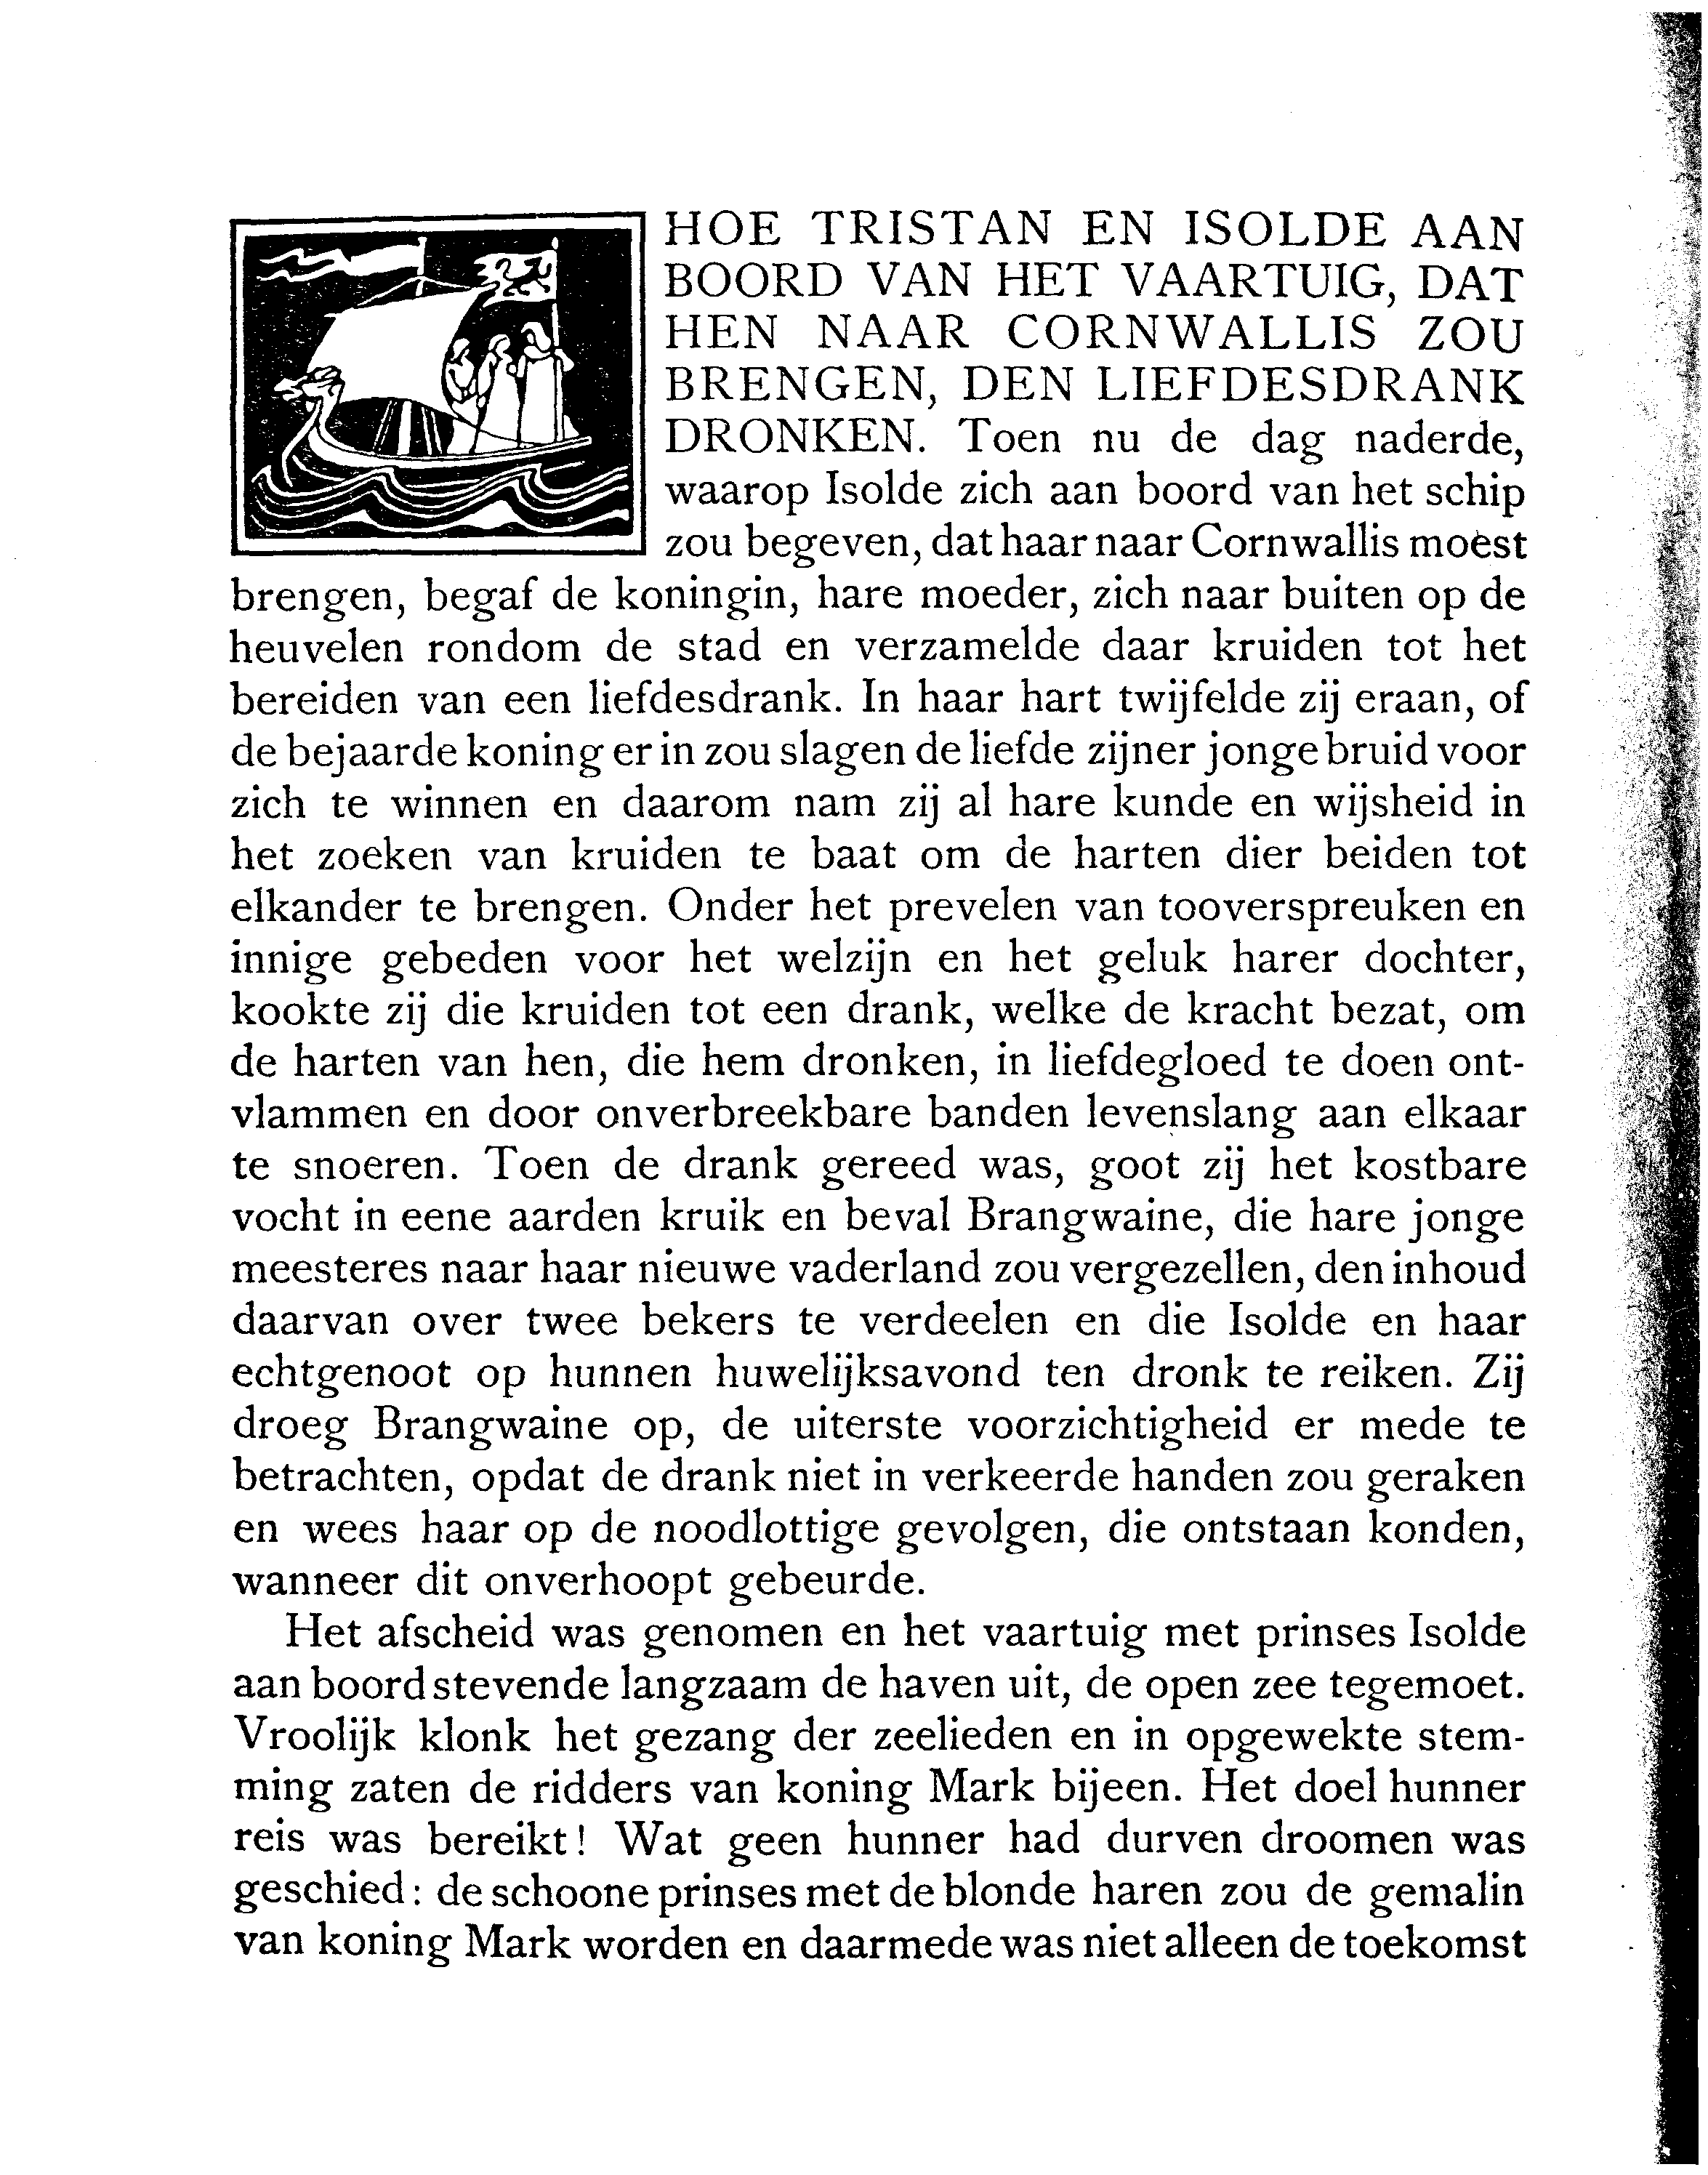 HOE TRISTAN EN ISOLDE AAN
BOORD VAN HET VAARTUIG, DAT
HEN NAAR CORNWALLIS ZOU
BRENGEN, DEN LIEFDESDRANK
DRONKEN. Toen nu de dag naderde,
waarop Isolde zich aan boord van het schip
zou begeven, dat haar naar Cornwallis moest
brengen, begaf de koningin, hare moeder, zich naar buiten op de
heuvelen rondom de stad en verzamelde daar kruiden tot het
bereiden van een liefdesdrank. In haar hart twijfelde zij eraan, of
de bejaarde koning er in zou slagen de liefde zijner jonge bruid voor
zich te winnen en daarom nam zij al hare kunde en wijsheid in
het zoeken van kruiden te baat om de harten dier beiden tot
elkander te brengen. Onder het prevelen van tooverspreuken en
innige gebeden voor het welzijn en het geluk harer dochter,
kookte zij die kruiden tot een drank, welke de kracht bezat, om
de harten van hen, die hem dronken, in liefdegloed te doen ont-
vlammen en door onverbreekbare banden levenslang aan elkaar
te snoeren. Toen de drank gereed was, goot zij het kostbare
vocht in eene aarden kruik en beval Brangwaine, die hare jonge
meesteres naar haar nieuwe vaderland zou vergezellen, den inhoud
daarvan over twee bekers te verdeelen en die Isolde en haar
echtgenoot op hunnen huwelijksavond ten dronk te reiken. Zij
droeg Brangwaine op, de uiterste voorzichtigheid er mede te
betrachten, opdat de drank niet in verkeerde handen zou geraken
en wees haar op de noodlottige gevolgen, die ontstaan konden,
wanneer dit onverhoopt gebeurde.
Het afscheid was genomen en het vaartuig met prinses Isolde
aan boord stevende langzaam de haven uit, de open zee tegemoet.
Vroolijk klonk het gezang der zeelieden en in opgewekte stem-
ming zaten de ridders van koning Mark bijeen. Het doel hunner
reis was bereikt! Wat geen hunner had durven droomen was
geschied: de schoone prinses met de blonde haren zou de gemalin
van koning Mark worden en daarmede was niet alleen de toekomst